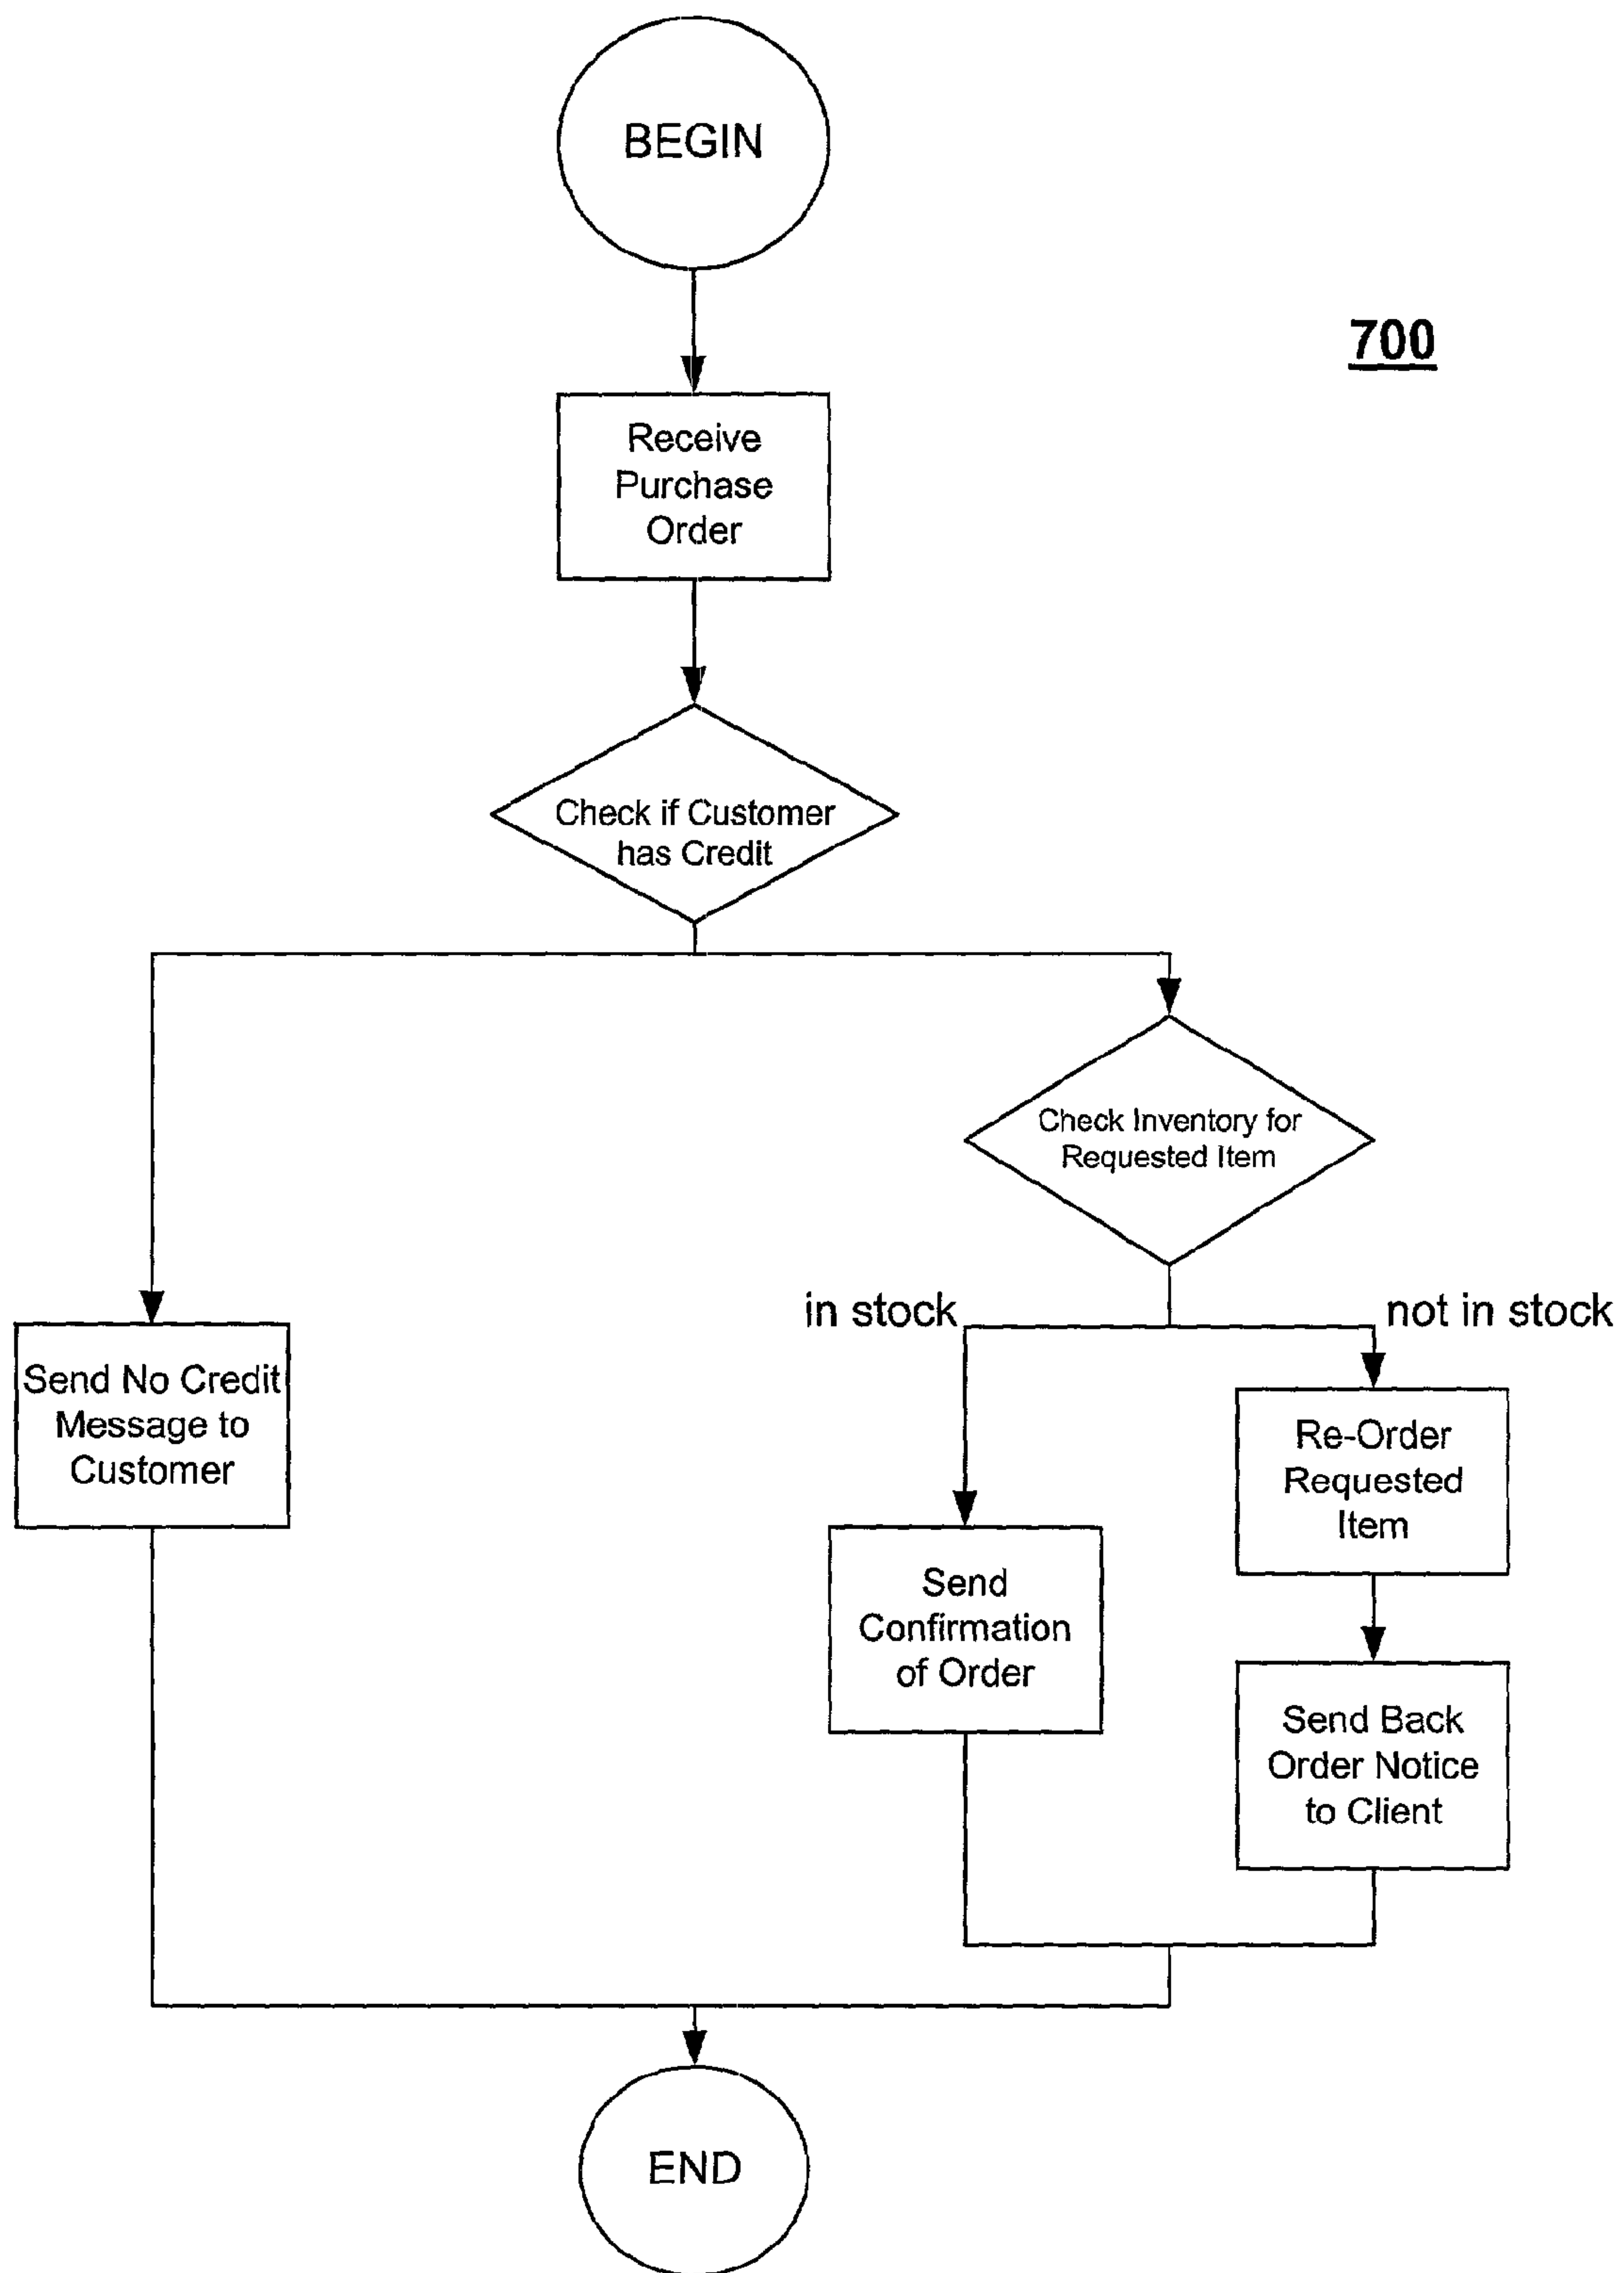 BEGIN
700
Receive
Purchase
Order
Check if Customer
has Credit
Check Inventory for
Requested Item
in stock
not in stock
Send No Credit
Message to
Customer
Re-Order
Requested
Item
Send
Confirmation
of Order
Send Back
Order Notice
to Client
END